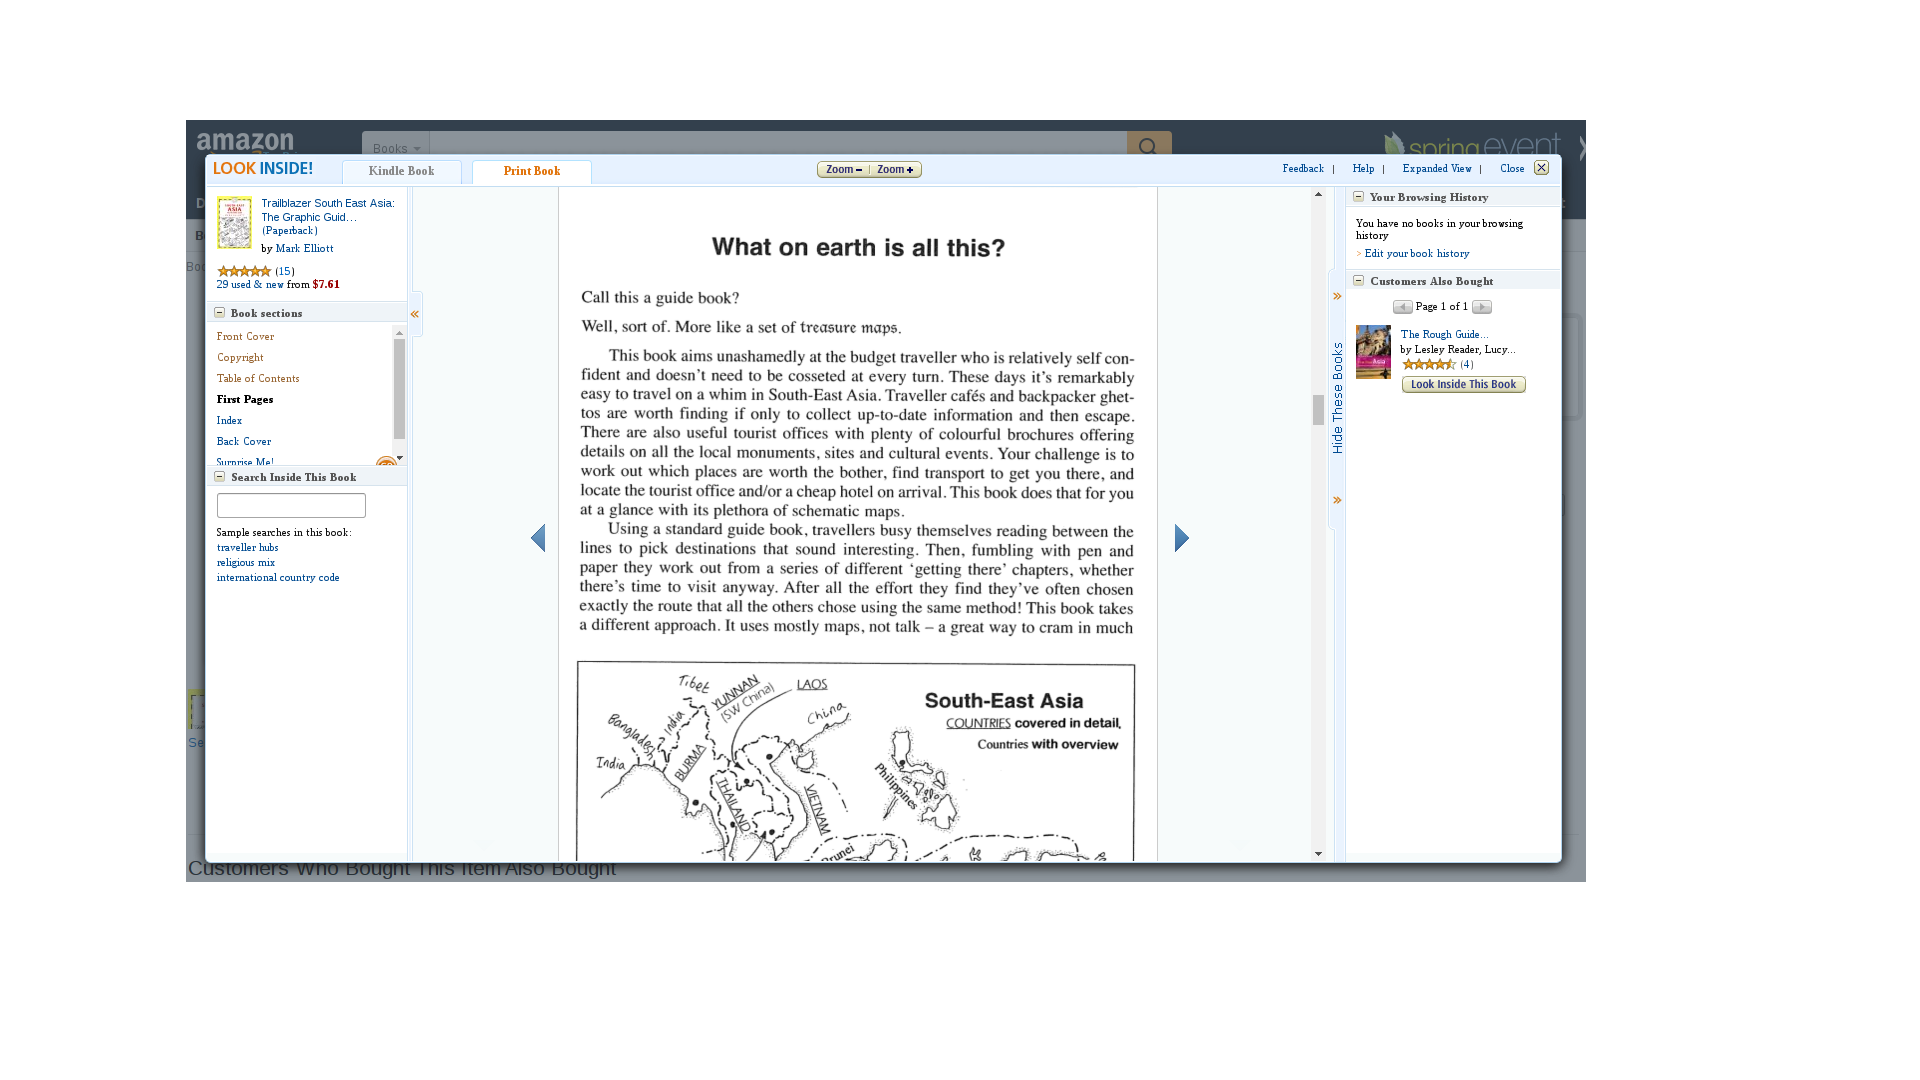 amazon
Books
spring event
LOOK INSIDE!
Kindle Book
Print Book
Zoom −
Zoom +
Feedback |
Help |
Expanded View |
Close
Trailblazer South East Asia:
The Graphic Guid…
(Paperback)
by Mark Elliott
(15)
29 used & new from $7.61
Book sections
Front Cover
Copyright
Table of Contents
First Pages
Index
Back Cover
Surprise Me!
Search Inside This Book
Sample searches in this book:
traveller hubs
religious mix
international country code
What on earth is all this?
Call this a guide book?
Well, sort of. More like a set of treasure maps.
This book aims unashamedly at the budget traveller who is relatively self con-
fident and doesn't need to be cosseted at every turn. These days it's remarkably
easy to travel on a whim in South-East Asia. Traveller cafés and backpacker ghet-
tos are worth finding if only to collect up-to-date information and then escape.
There are also useful tourist offices with plenty of colourful brochures offering
details on all the local monuments, sites and cultural events. Your challenge is to
work out which places are worth the bother, find transport to get you there, and
locate the tourist office and/or a cheap hotel on arrival. This book does that for you
at a glance with its plethora of schematic maps.
Using a standard guide book, travellers busy themselves reading between the
lines to pick destinations that sound interesting. Then, fumbling with pen and
paper they work out from a series of different 'getting there' chapters, whether
there's time to visit anyway. After all the effort they find they've often chosen
exactly the route that all the others chose using the same method! This book takes
a different approach. It uses mostly maps, not talk – a great way to cram in much
South-East Asia
COUNTRIES covered in detail,
Countries with overview
Tibet
YUNNAN
(SW China)
LAOS
China
Bangladesh
India
India
BURMA
THAILAND
VIETNAM
Philippines
Brunei
Hide These Books
Your Browsing History
You have no books in your browsing
history
> Edit your book history
Customers Also Bought
Page 1 of 1
The Rough Guide...
by Lesley Reader, Lucy...
(4)
Look Inside This Book
Customers Who Bought This Item Also Bought